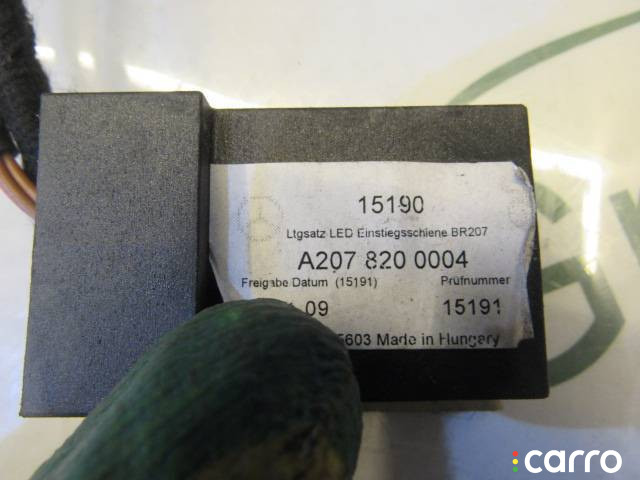 15190
Ltgsatz LED Einstiegsschiene BR207
A207 820 0004
Freigabe Datum (15191) Prüfnummer
09 15191
5603 Made in Hungary
carro